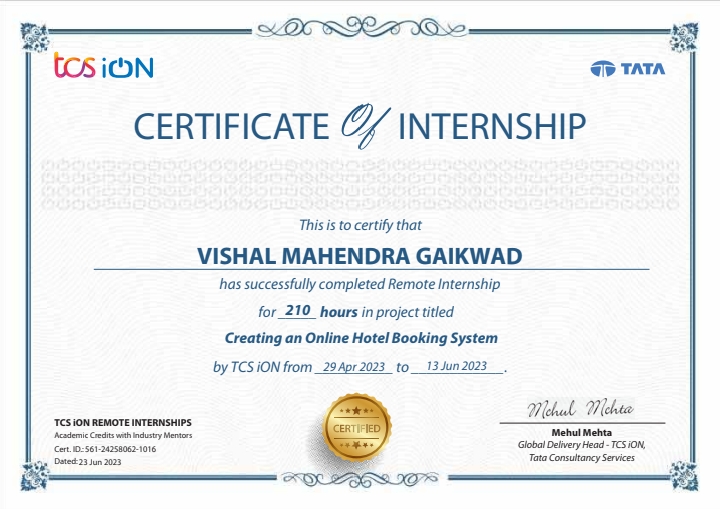 tcs iON
TATA
CERTIFICATE Of INTERNSHIP
This is to certify that
VISHAL MAHENDRA GAIKWAD
has successfully completed Remote Internship
for 210 hours in project titled
Creating an Online Hotel Booking System
by TCS iON from 29 Apr 2023 to 13 Jun 2023.
TCS iON REMOTE INTERNSHIPS
Academic Credits with Industry Mentors
Cert. ID.: 561-24258062-1016
Dated: 23 Jun 2023
CERTIFIED
Mehul Mehta
Mehul Mehta
Global Delivery Head - TCS iON,
Tata Consultancy Services